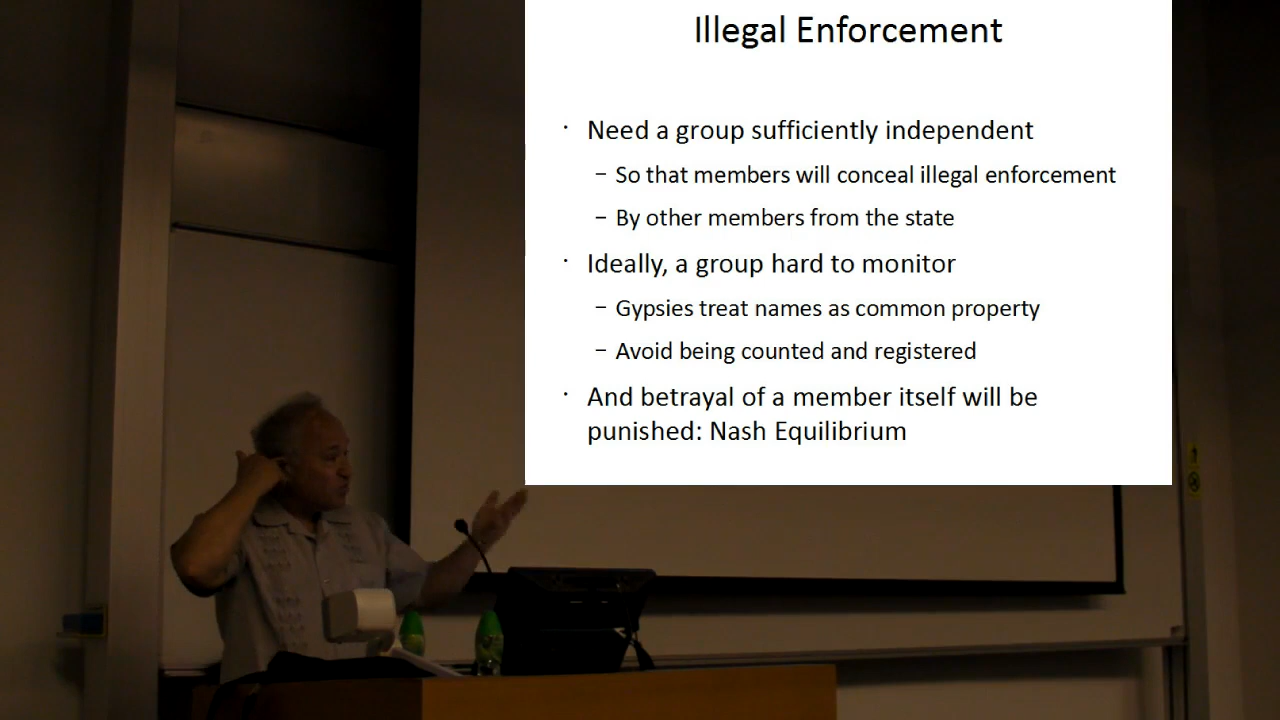 Illegal Enforcement
· Need a group sufficiently independent
– So that members will conceal illegal enforcement
– By other members from the state
· Ideally, a group hard to monitor
– Gypsies treat names as common property
– Avoid being counted and registered
· And betrayal of a member itself will be
punished: Nash Equilibrium